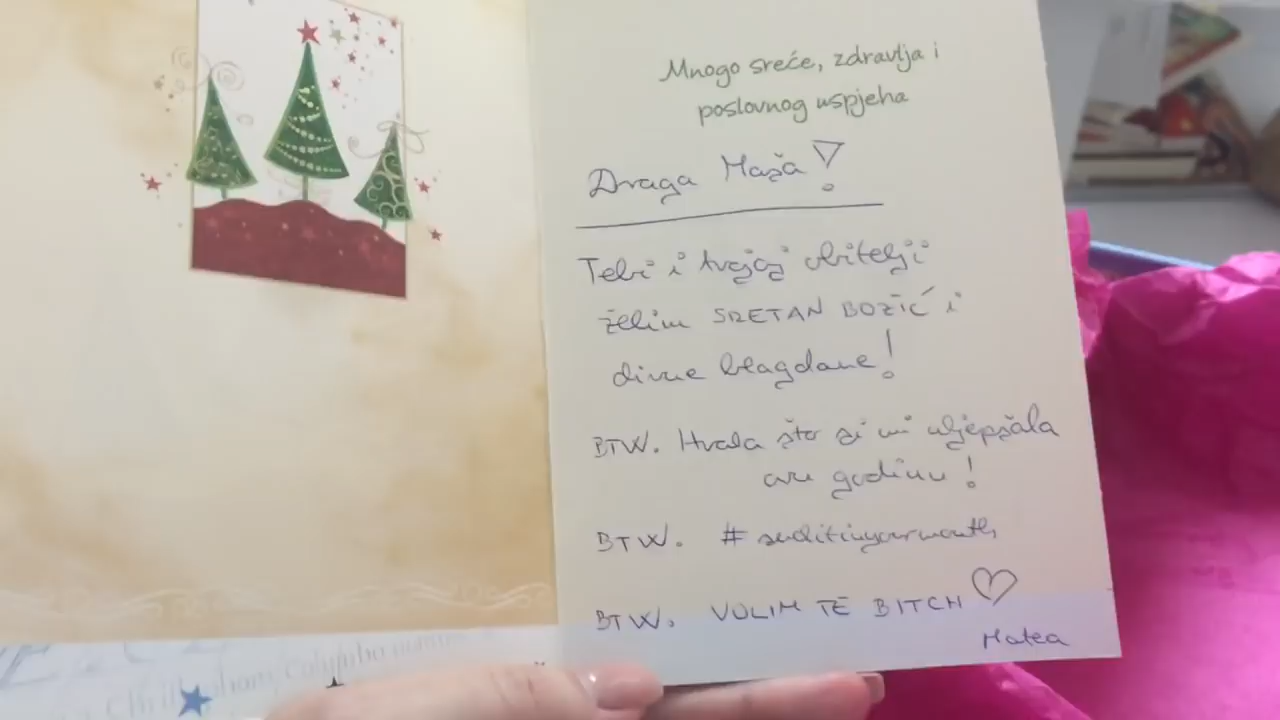 Mnogo sreće, zdravlja i
poslovnog uspjeha
Draga Maša!
Tebi i tvojoj obitelji
želim SRETAN BOŽIĆ i
divne blagdane!
BTW. Hvala što si mi uljepšala
ovu godinu!
BTW. #suditinyourmouth
BTW. VOLIM TE BITCH ♡
Matea